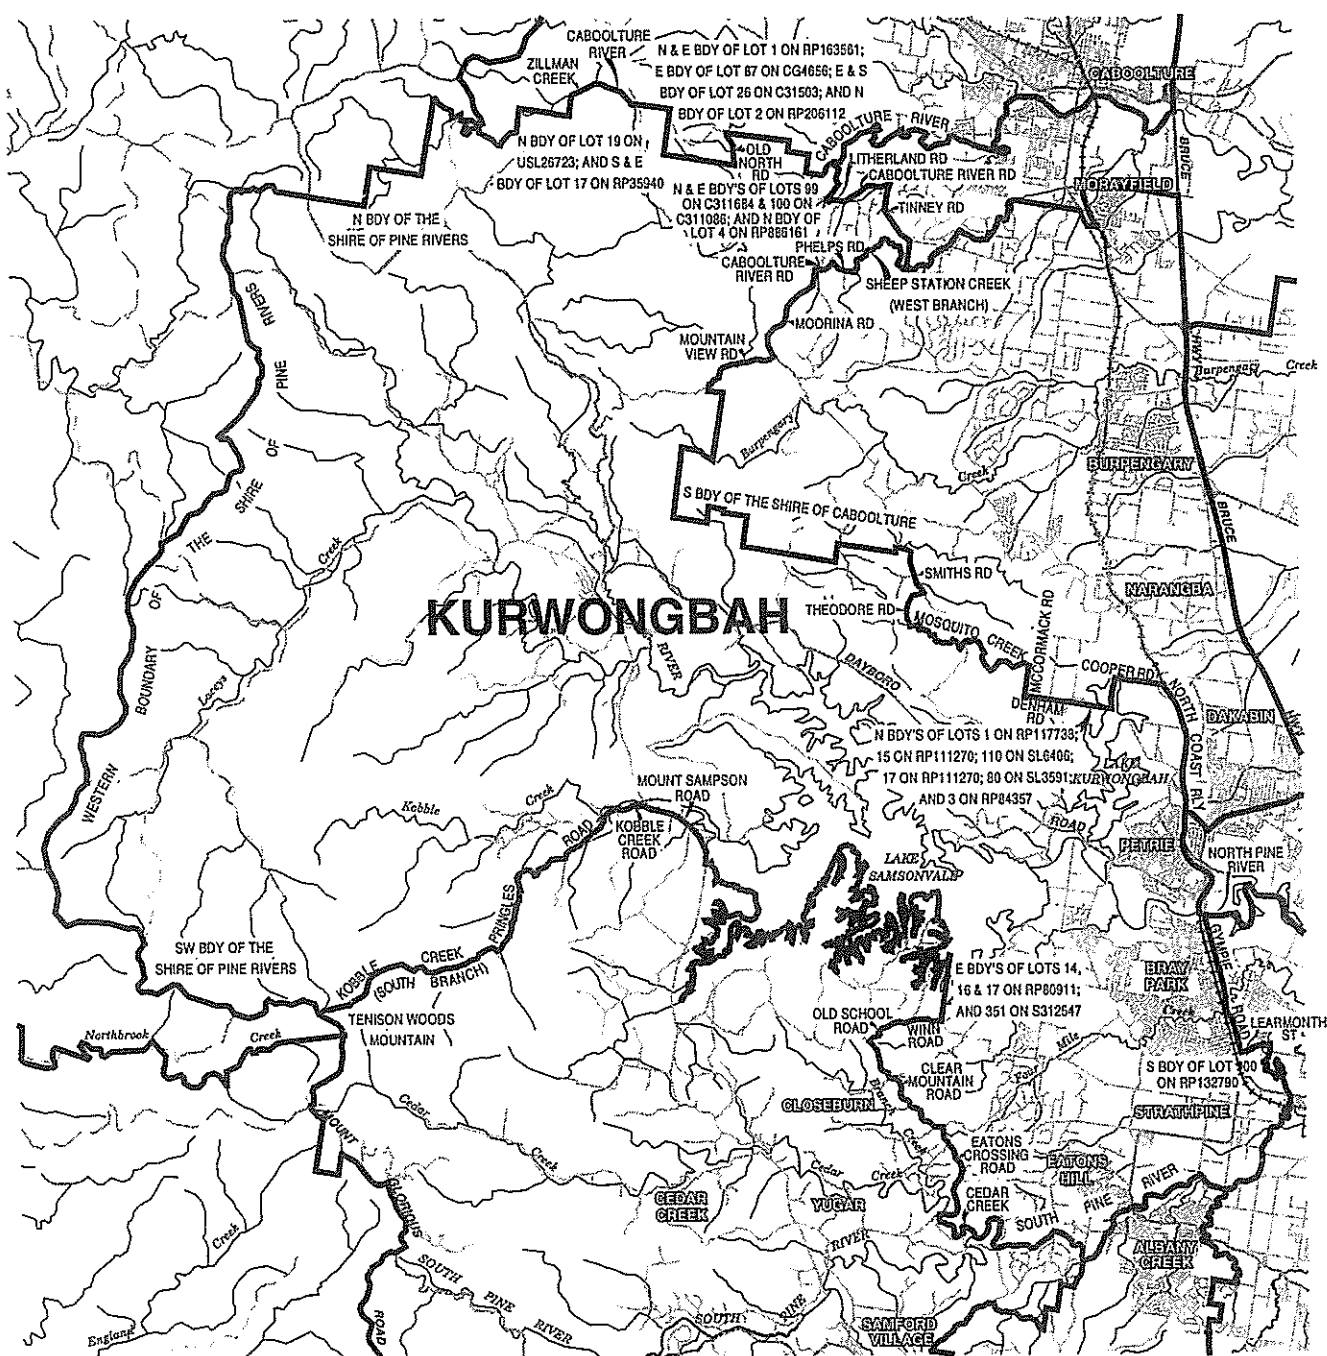 CABOOLTURE
RIVER
ZILLMAN
CREEK
N & E BDY OF LOT 1 ON RP163561;
E BDY OF LOT 87 ON CG4656; E & S
BDY OF LOT 26 ON C31503; AND N
BDY OF LOT 2 ON RP206112
CABOOLTURE
N BDY OF LOT 19 ON
USL26723; AND S & E
BDY OF LOT 17 ON RP35940
CABOOLTURE RIVER
OLD
NORTH
RD
LITHERLAND RD
CABOOLTURE RIVER RD
BRUCE
MORAYFIELD
N & E BDY'S OF LOTS 99
ON C311684 & 100 ON
C311086; AND N BDY OF
LOT 4 ON RP886161
TINNEY RD
N BDY OF THE
SHIRE OF PINE RIVERS
PHELPS RD
CABOOLTURE
RIVER RD
SHEEP STATION CREEK
(WEST BRANCH)
MOORINA RD
MOUNTAIN
VIEW RD
HWY
Burpengary Creek
Burpengary
Creek
BURPENGARY
BRUCE
S BDY OF THE SHIRE OF CABOOLTURE
WESTERN BOUNDARY OF THE SHIRE OF PINE RIVERS
Creek
SMITHS RD
NARANGBA
THEODORE RD
MOSQUITO CREEK
MCCORMACK RD
KURWONGBAH
RIVER
DAYBORO
COOPER RD
NORTH COAST RLY
Laceys
DENHAM
RD
DAKABIN
HWY
N BDY'S OF LOTS 1 ON RP117733;
15 ON RP111270; 110 ON SL6406;
17 ON RP111270; 80 ON SL3591;
AND 3 ON RP84357
LAKE
KURWONGBAH
MOUNT SAMPSON
ROAD
Kobble Creek
KOBBLE
CREEK
ROAD
ROAD
PETRIE
NORTH PINE
RIVER
LAKE
SAMSONVALE
PRINGLES ROAD
SW BDY OF THE
SHIRE OF PINE RIVERS
KOBBLE CREEK
(SOUTH BRANCH)
GYMPIE ROAD
BRAY
PARK
E BDY'S OF LOTS 14,
16 & 17 ON RP80911;
AND 351 ON S312547
Creek
OLD SCHOOL
ROAD
WINN
ROAD
LEARMONTH
ST
TENISON WOODS
MOUNTAIN
Northbrook Creek
Mile
Four
S BDY OF LOT 900
ON RP132790
CLEAR
MOUNTAIN
ROAD
STRATHPINE
CLOSEBURN
Branch
Creek
Cedar
Creek
MOUNT
GLORIOUS
ROAD
EATONS
CROSSING
ROAD
EATONS
HILL
Cedar Creek
CEDAR
CREEK
YUGAR
CEDAR
CREEK
SOUTH PINE RIVER
RIVER
ALBANY
CREEK
Creek
SOUTH PINE RIVER
SOUTH PINE
SAMFORD
VILLAGE
England